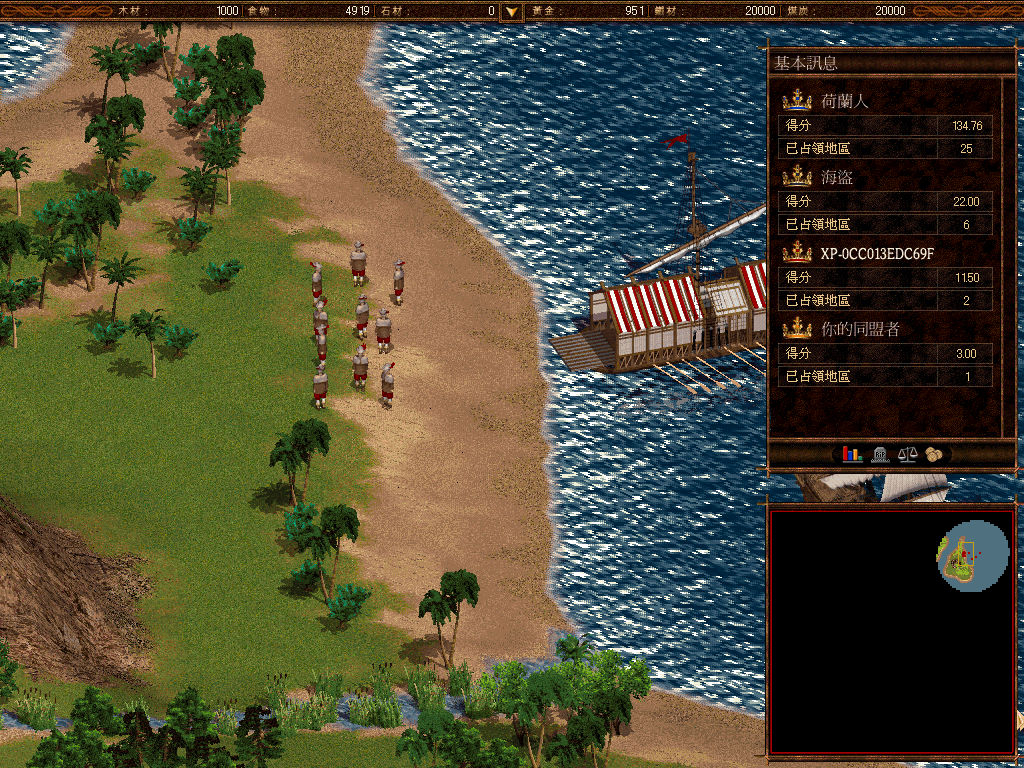 木材： 1000 食物： 4919 石材： 0 黃金： 951 鐵材： 20000 煤炭： 20000
基本訊息
荷蘭人
得分 134.76
已占領地區 25
海盜
得分 22.00
已占領地區 6
XP-0CC013EDC69F
得分 11.50
已占領地區 2
你的同盟者
得分 3.00
已占領地區 1